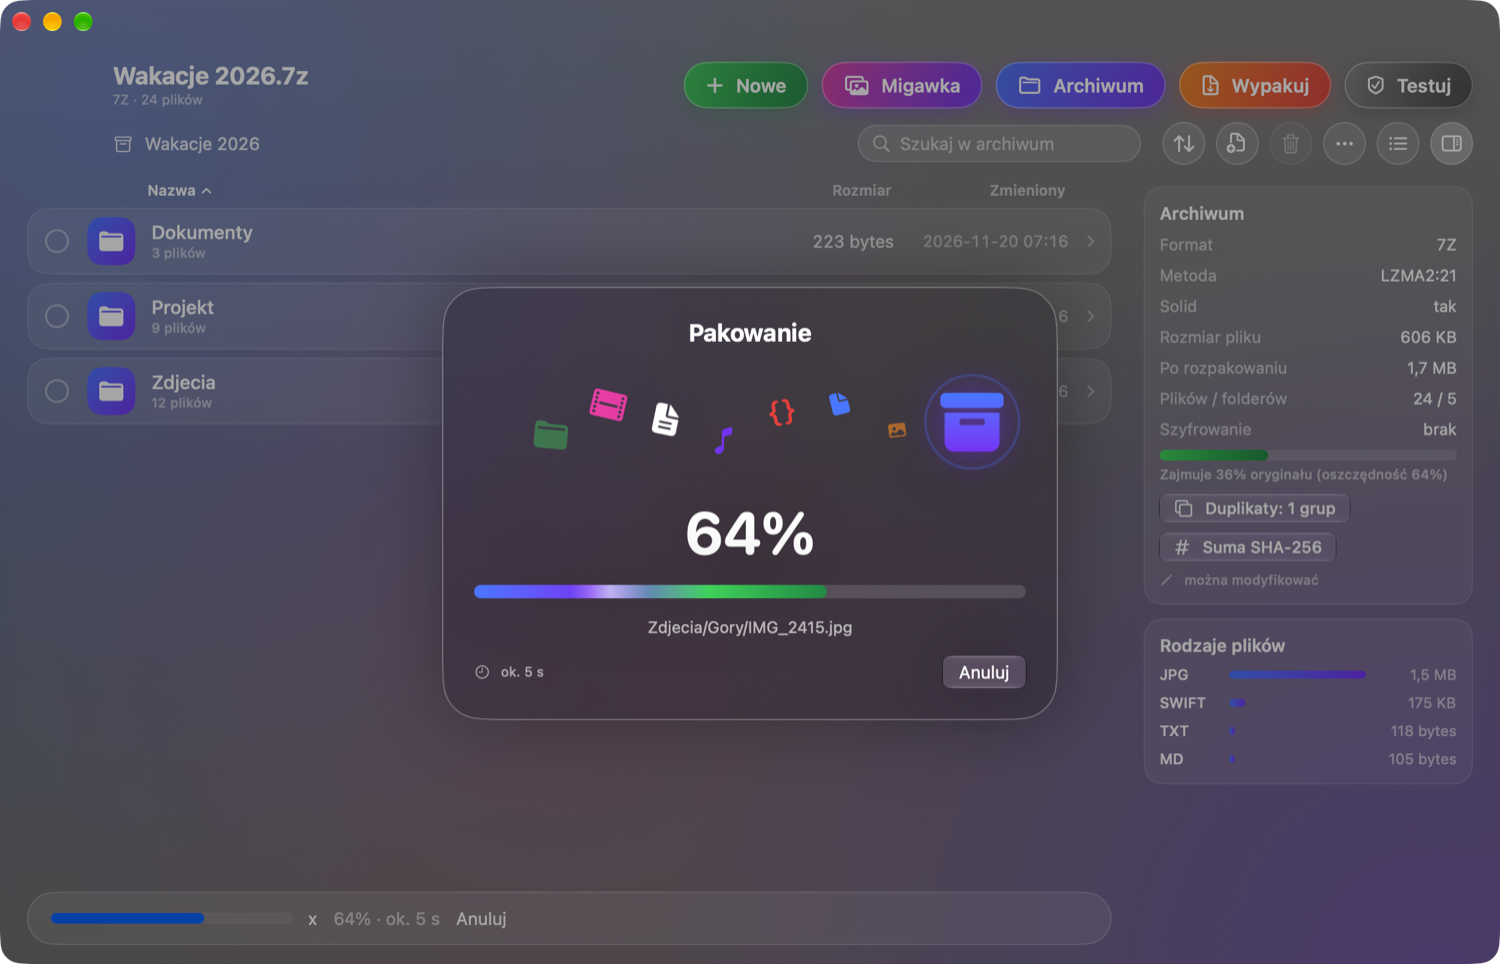 Wakacje 2026.7z
7Z · 24 plików
Nowe
Migawka
Archiwum
Wypakuj
Testuj
Wakacje 2026
Szukaj w archiwum
Nazwa
Rozmiar
Zmieniony
Dokumenty
3 plików
223 bytes
2026-11-20 07:16
Projekt
9 plików
6
Zdjecia
12 plików
6
Pakowanie
64%
Zdjecia/Gory/IMG_2415.jpg
ok. 5 s
Anuluj
Archiwum
Format 7Z
Metoda LZMA2:21
Solid tak
Rozmiar pliku 606 KB
Po rozpakowaniu 1,7 MB
Plików / folderów 24 / 5
Szyfrowanie brak
Zajmuje 36% oryginału (oszczędność 64%)
Duplikaty: 1 grup
# Suma SHA-256
można modyfikować
Rodzaje plików
JPG 1,5 MB
SWIFT 175 KB
TXT 118 bytes
MD 105 bytes
x 64% · ok. 5 s Anuluj